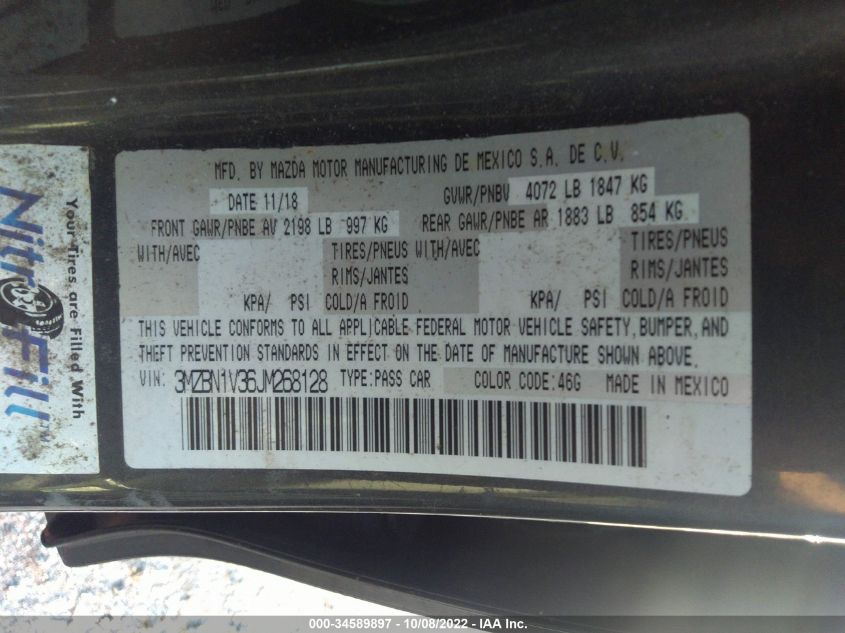 MFD. BY MAZDA MOTOR MANUFACTURING DE MEXICO S.A. DE C.V.
DATE 11/18
GVWR/PNBV 4072 LB 1847 KG
FRONT GAWR/PNBE AV 2198 LB 997 KG
REAR GAWR/PNBE AR 1883 LB 854 KG
WITH/AVEC TIRES/PNEUS WITH/AVEC TIRES/PNEUS
RIMS/JANTES RIMS/JANTES
KPA/ PSI COLD/A FROID KPA/ PSI COLD/A FROID
THIS VEHICLE CONFORMS TO ALL APPLICABLE FEDERAL MOTOR VEHICLE SAFETY, BUMPER, AND
THEFT PREVENTION STANDARDS IN EFFECT ON THE DATE OF MANUFACTURE SHOWN ABOVE.
VIN: 3MZBN1V36JM268128 TYPE:PASS CAR COLOR CODE:46G MADE IN MEXICO
Your Tires are Filled With
NitroFill
000-34589897 - 10/08/2022 - IAA Inc.